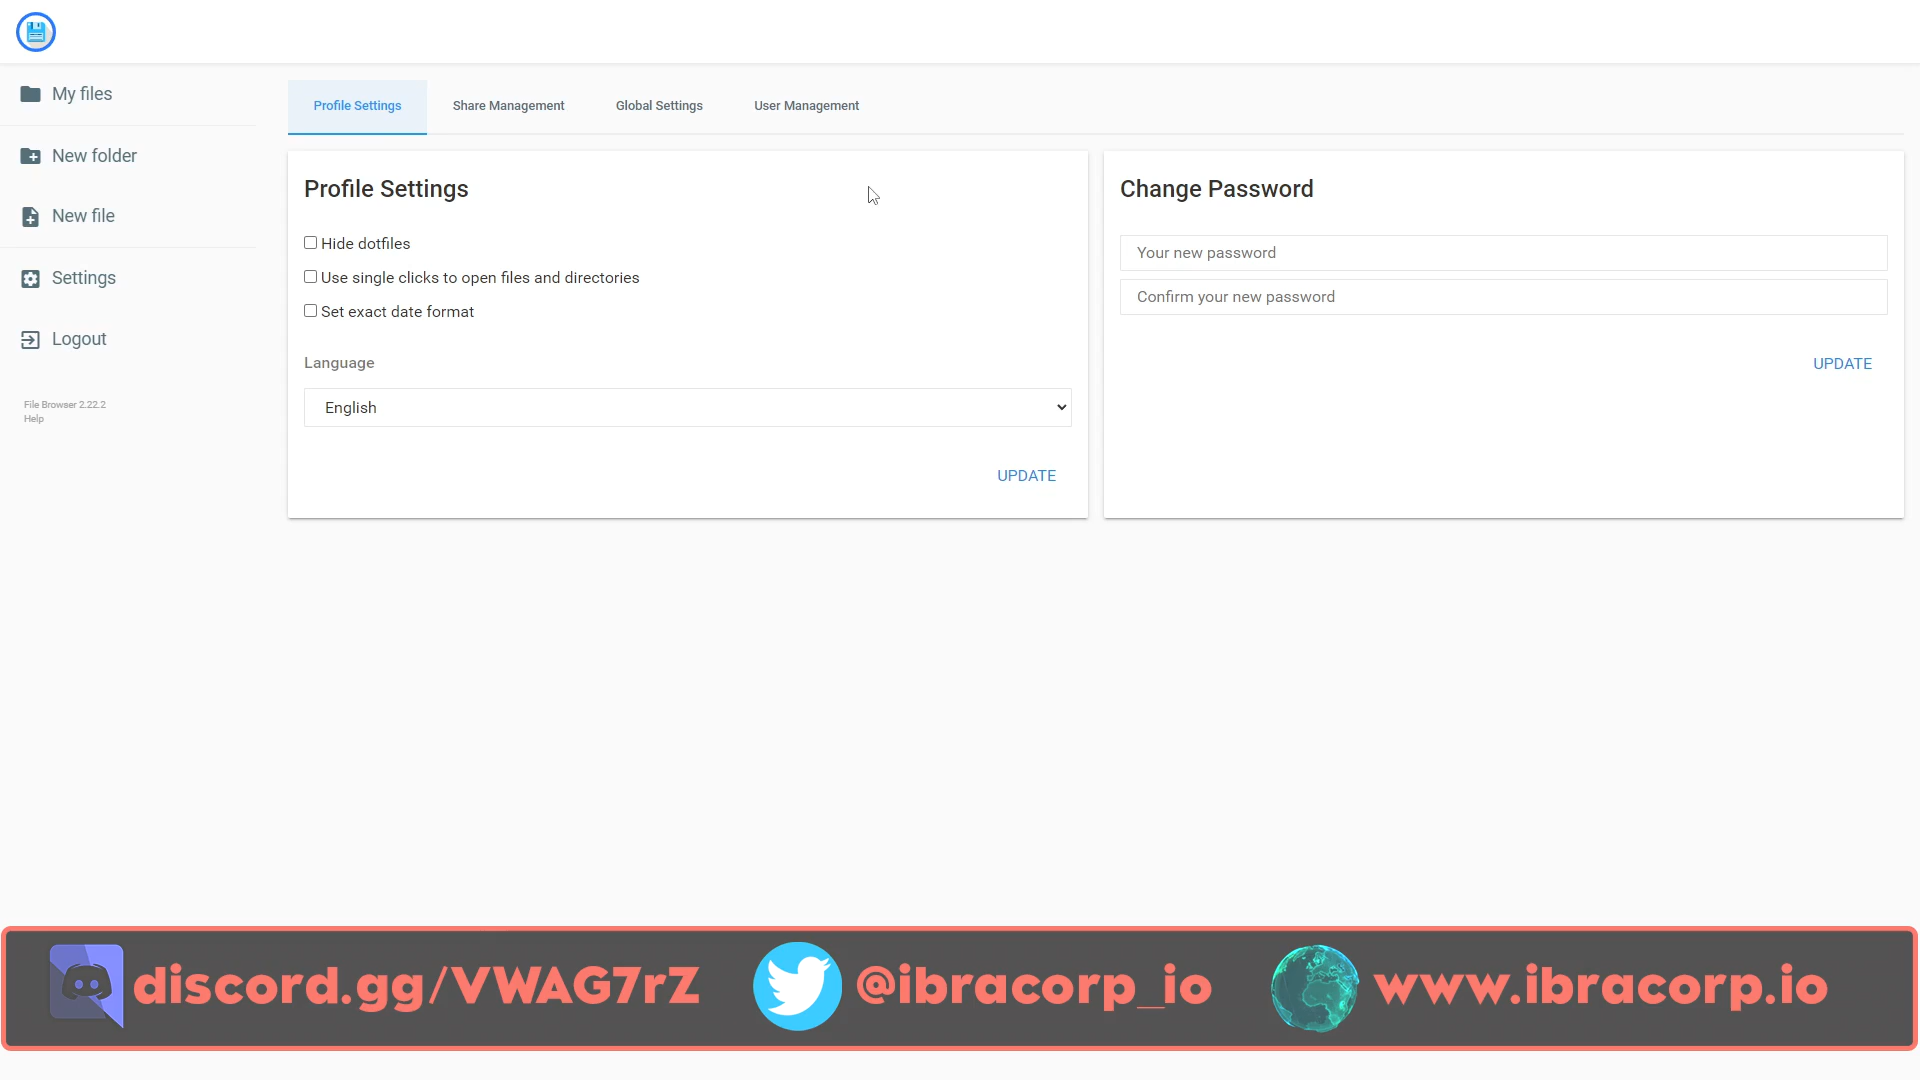 My files
New folder
New file
Settings
Logout
File Browser 2.22.2
Help
Profile Settings
Share Management
Global Settings
User Management
Profile Settings
Hide dotfiles
Use single clicks to open files and directories
Set exact date format
Language
English
UPDATE
Change Password
Your new password
Confirm your new password
UPDATE
discord.gg/VWAG7rZ
@ibracorp_io
www.ibracorp.io